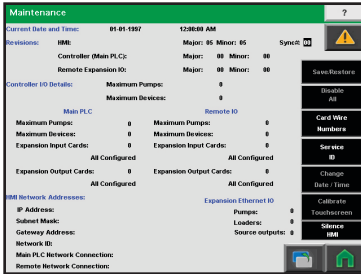 Maintenance ?
Current Date and Time: 01-01-1997 12:00:00 AM
Revisions: HMI: Major: 05 Minor: 05 Sync#: 00
Controller (Main PLC): Major: 00 Minor: 00
Remote Expansion IO: Major: 00 Minor: 00
Save/Restore
Controller I/O Details: Maximum Pumps: 0
Maximum Devices: 0
Disable All
Main PLC Remote IO
Maximum Pumps: 0 Maximum Pumps: 0
Card Wire Numbers
Maximum Devices: 0 Maximum Devices: 0
Expansion Input Cards: 0 Expansion Input Cards: 0
Service ID
All Configured All Configured
Expansion Output Cards: 0 Expansion Output Cards: 0
Change Date / Time
All Configured All Configured
HMI Network Addresses: Expansion Ethernet IO
Calibrate Touchscreen
IP Address: Pumps: 0
Subnet Mask: Loaders: 0
Gateway Address: Source outputs: 0
Silence HMI
Network ID:
Main PLC Network Connection:
Remote Network Connection: